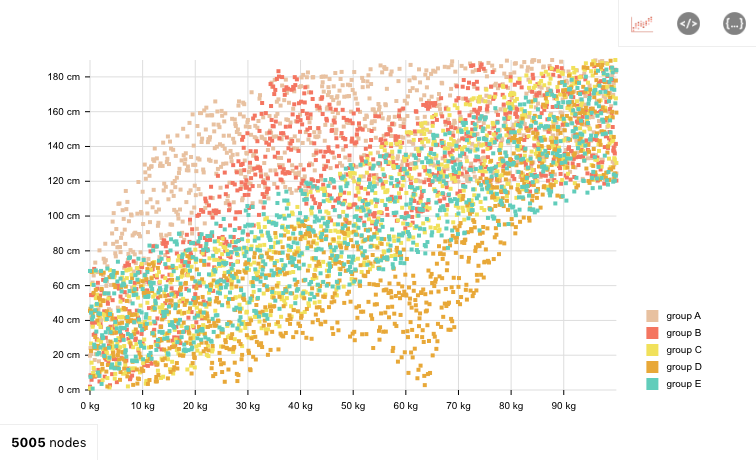 </>
{...}
180 cm
160 cm
140 cm
120 cm
100 cm
80 cm
60 cm
40 cm
20 cm
0 cm
0 kg 10 kg 20 kg 30 kg 40 kg 50 kg 60 kg 70 kg 80 kg 90 kg
group A
group B
group C
group D
group E
5005 nodes